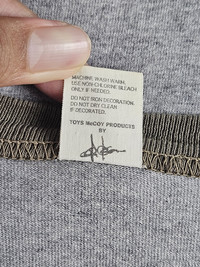 MACHINE WASH WARM,
USE NON-CHLORINE BLEACH
ONLY IF NEEDED.
DO NOT IRON DECORATION.
DO NOT DRY CLEAN
IF DECORATED.
TOYS McCOY PRODUCTS
BY